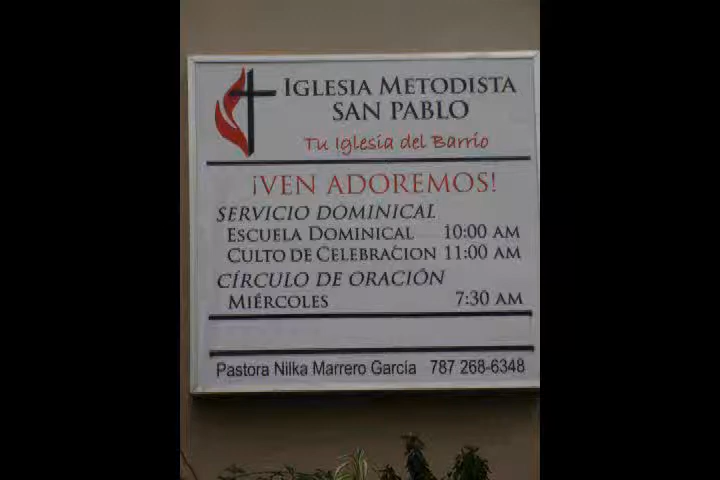 IGLESIA METODISTA
SAN PABLO
Tu Iglesia del Barrio
¡VEN ADOREMOS!
SERVICIO DOMINICAL
ESCUELA DOMINICAL 10:00 AM
CULTO DE CELEBRACION 11:00 AM
CÍRCULO DE ORACIÓN
MIÉRCOLES 7:30 AM
Pastora Nilka Marrero García 787 268-6348